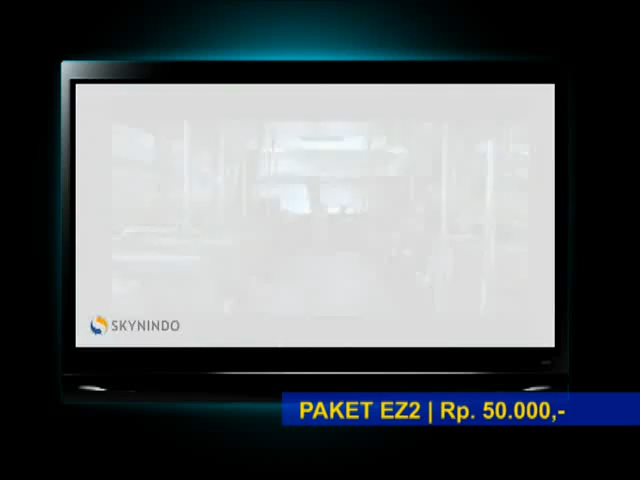 SKYNINDO
PAKET EZ2 | Rp. 50.000,-